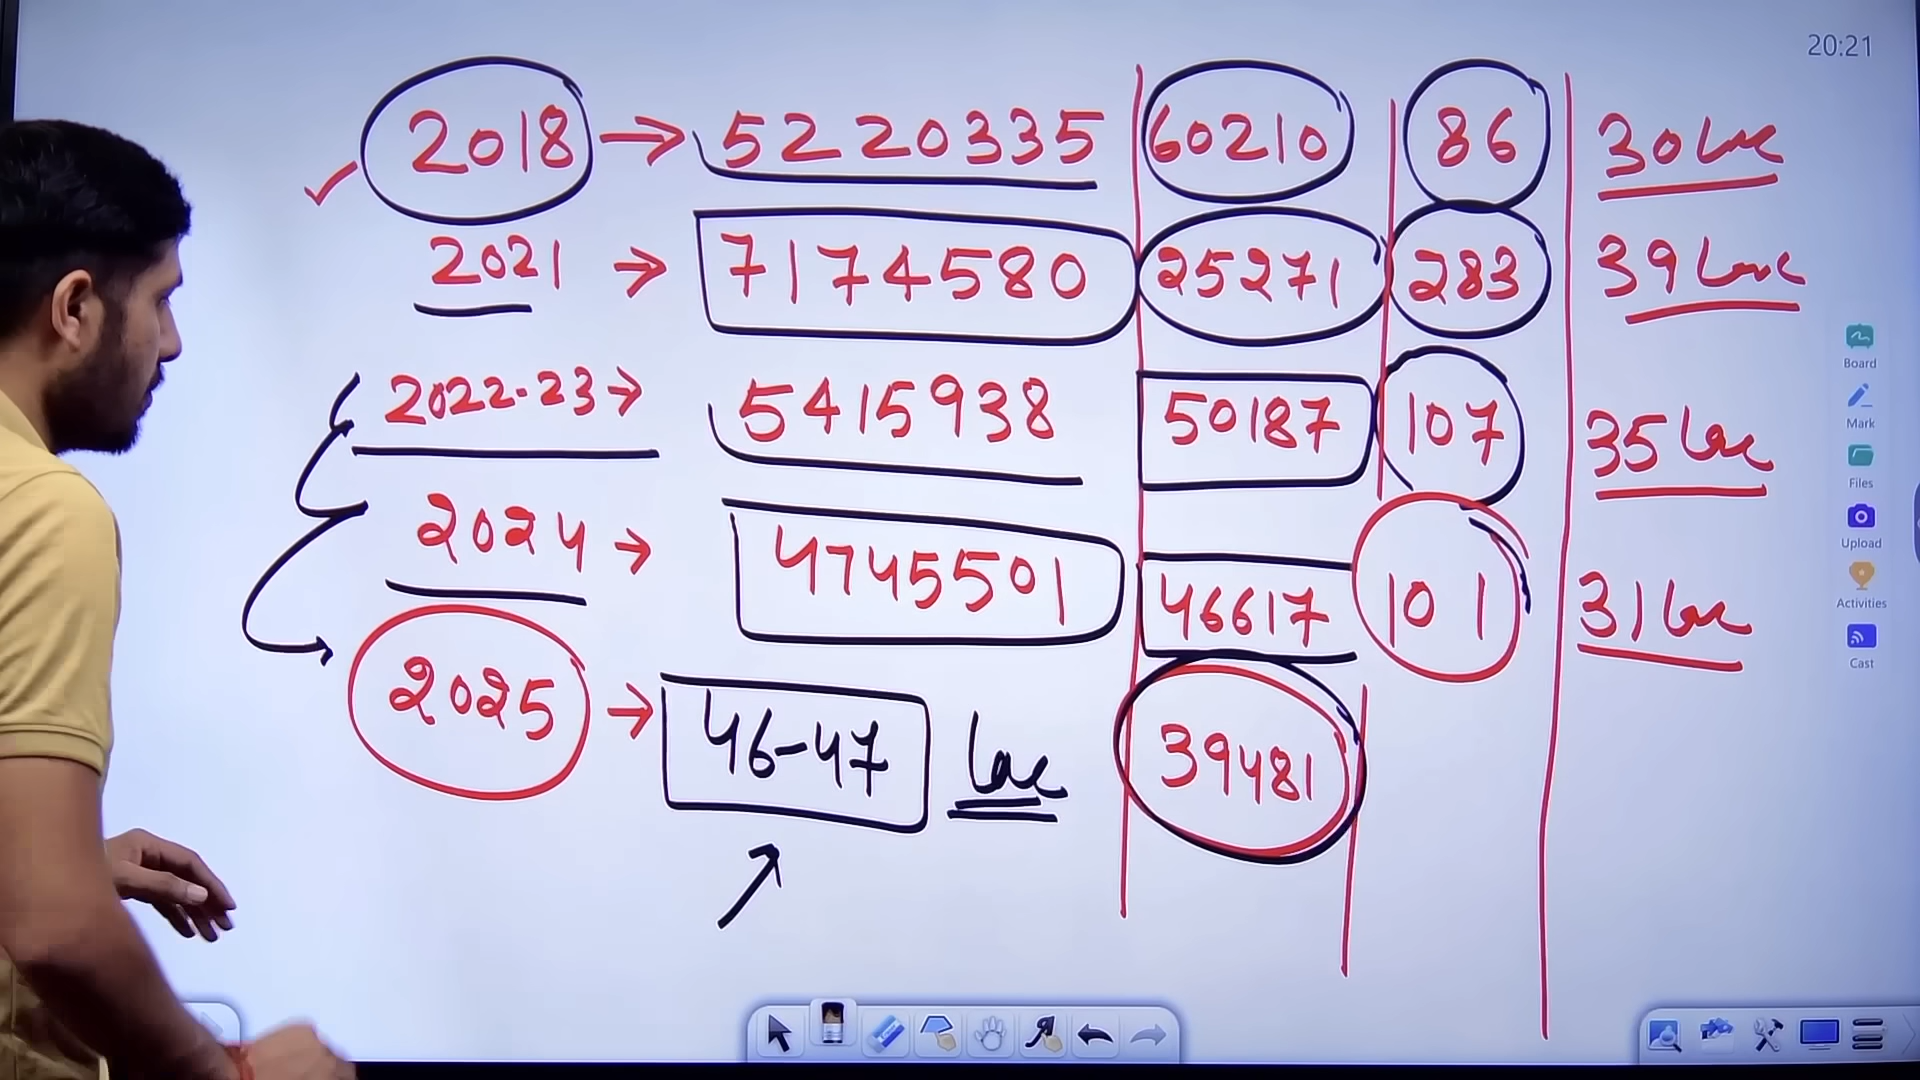 20:21
2018 → 5220335 60210 86 30 Lac
2021 → 7174580 25271 283 39 Lac
2022-23 → 5415938 50187 107 35 Lac
2024 → 4745501 46617 101 31 Lac
2025 → 46-47 Lac 39481
Board
Mark
Files
Upload
Activities
Cast